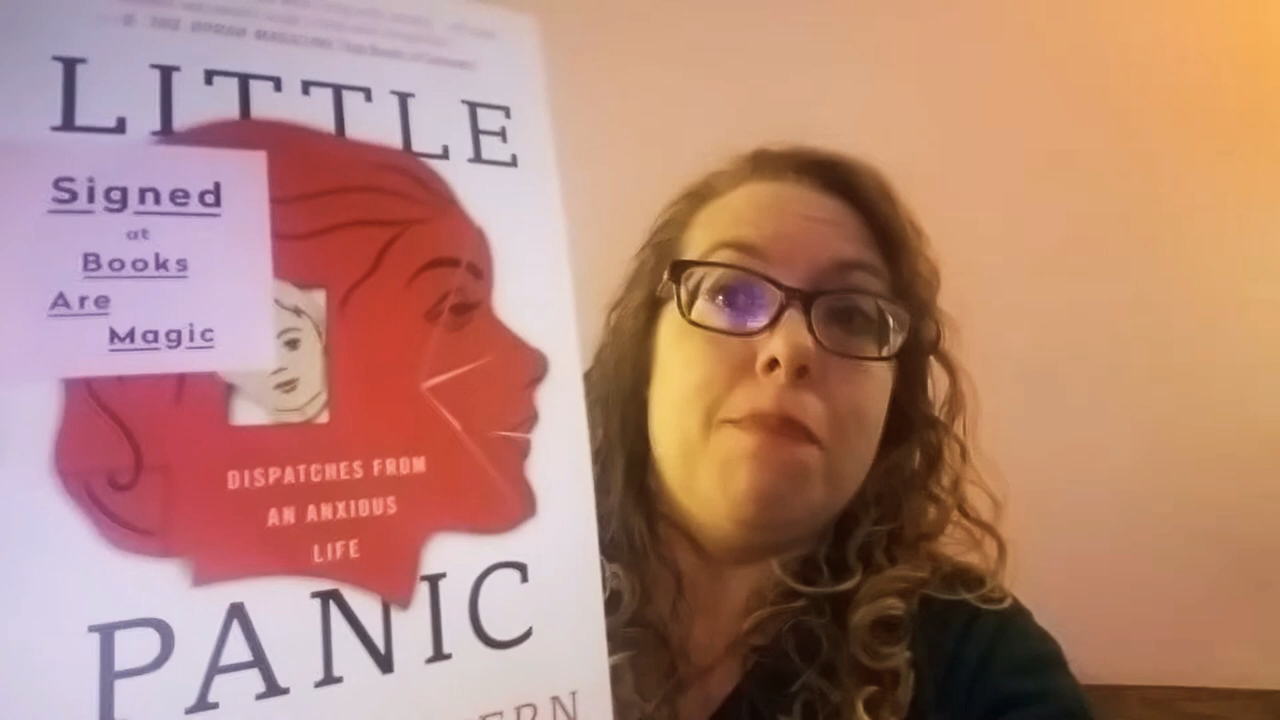 LITTLE
Signed
at
Books
Are
Magic
DISPATCHES FROM
AN ANXIOUS
LIFE
PANIC